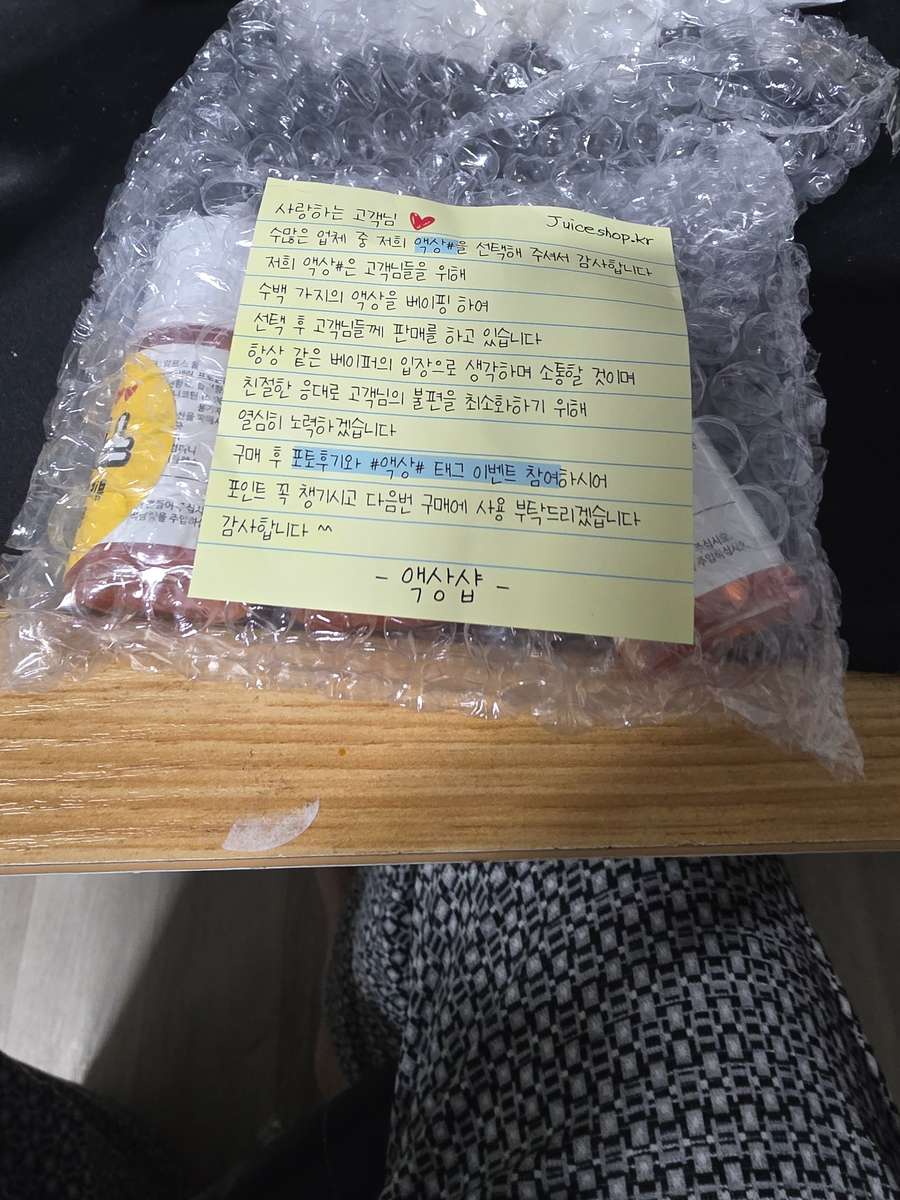 사랑하는 고객님
Juiceshop.kr
수많은 업체 중 저희 액상#을 선택해 주셔서 감사합니다
저희 액상#은 고객님들을 위해
수백 가지의 액상을 베이핑 하여
선택 후 고객님들께 판매를 하고 있습니다
항상 같은 베이퍼의 입장으로 생각하며 소통할 것이며
친절한 응대로 고객님의 불편을 최소화하기 위해
열심히 노력하겠습니다
구매 후 포토후기와 #액상# 태그 이벤트 참여하시어
포인트 꼭 챙기시고 다음번 구매에 사용 부탁드리겠습니다
감사합니다 ~
- 액상샵 -